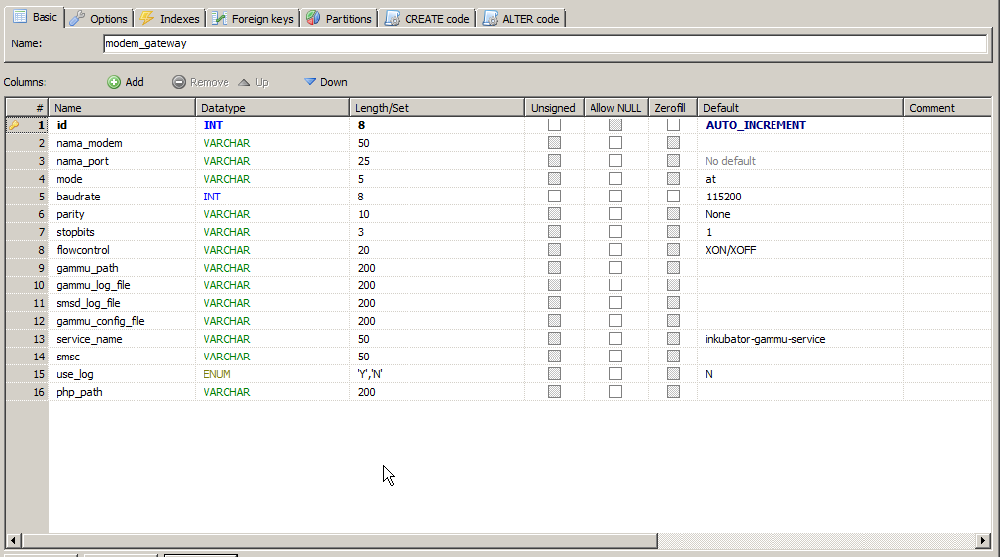 Basic Options Indexes Foreign keys Partitions CREATE code ALTER code
Name: modem_gateway
Columns: Add Remove Up Down
# Name Datatype Length/Set Unsigned Allow NULL Zerofill Default Comment
1 id INT 8 AUTO_INCREMENT
2 nama_modem VARCHAR 50
3 nama_port VARCHAR 25 No default
4 mode VARCHAR 5 at
5 baudrate INT 8 115200
6 parity VARCHAR 10 None
7 stopbits VARCHAR 3 1
8 flowcontrol VARCHAR 20 XON/XOFF
9 gammu_path VARCHAR 200
10 gammu_log_file VARCHAR 200
11 smsd_log_file VARCHAR 200
12 gammu_config_file VARCHAR 200
13 service_name VARCHAR 50 inkubator-gammu-service
14 smsc VARCHAR 50
15 use_log ENUM 'Y','N' N
16 php_path VARCHAR 200